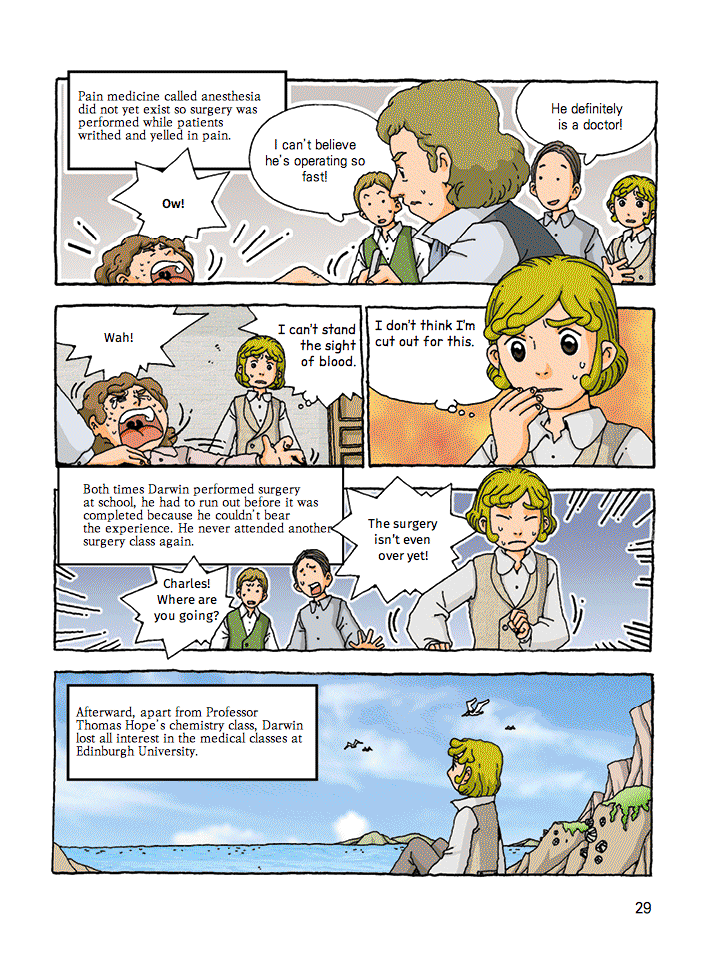 Pain medicine called anesthesia
did not yet exist so surgery was
performed while patients
writhed and yelled in pain.
I can't believe
he's operating so
fast!
He definitely
is a doctor!
Ow!
Wah!
I can't stand
the sight
of blood.
I don't think I'm
cut out for this.
Both times Darwin performed surgery
at school, he had to run out before it was
completed because he couldn't bear
the experience. He never attended another
surgery class again.
The surgery
isn't even
over yet!
Charles!
Where are
you going?
Afterward, apart from Professor
Thomas Hope's chemistry class, Darwin
lost all interest in the medical classes at
Edinburgh University.
29